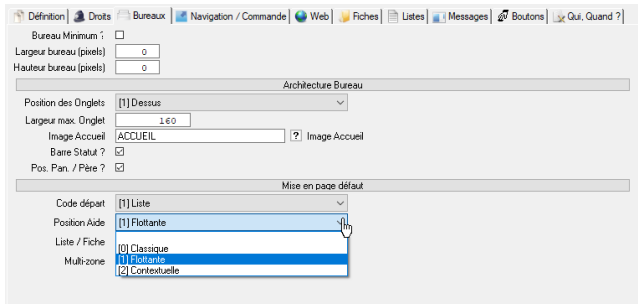 Définition Droits Bureaux Navigation / Commande Web Fiches Listes Messages Boutons Qui, Quand ?
Bureau Minimum ?
Largeur bureau (pixels) 0
Hauteur bureau (pixels) 0
Architecture Bureau
Position des Onglets [1] Dessus
Largeur max. Onglet 160
Image Accueil ACCUEIL ? Image Accueil
Barre Statut ?
Pos. Pan. / Père ?
Mise en page défaut
Code départ [1] Liste
Position Aide [1] Flottante
Liste / Fiche
[0] Classique
Multi-zone [1] Flottante
[2] Contextuelle